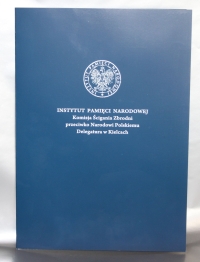 INSTYTUT PAMIĘCI NARODOWEJ
Komisja Ścigania Zbrodni
przeciwko Narodowi Polskiemu
Delegatura w Kielcach